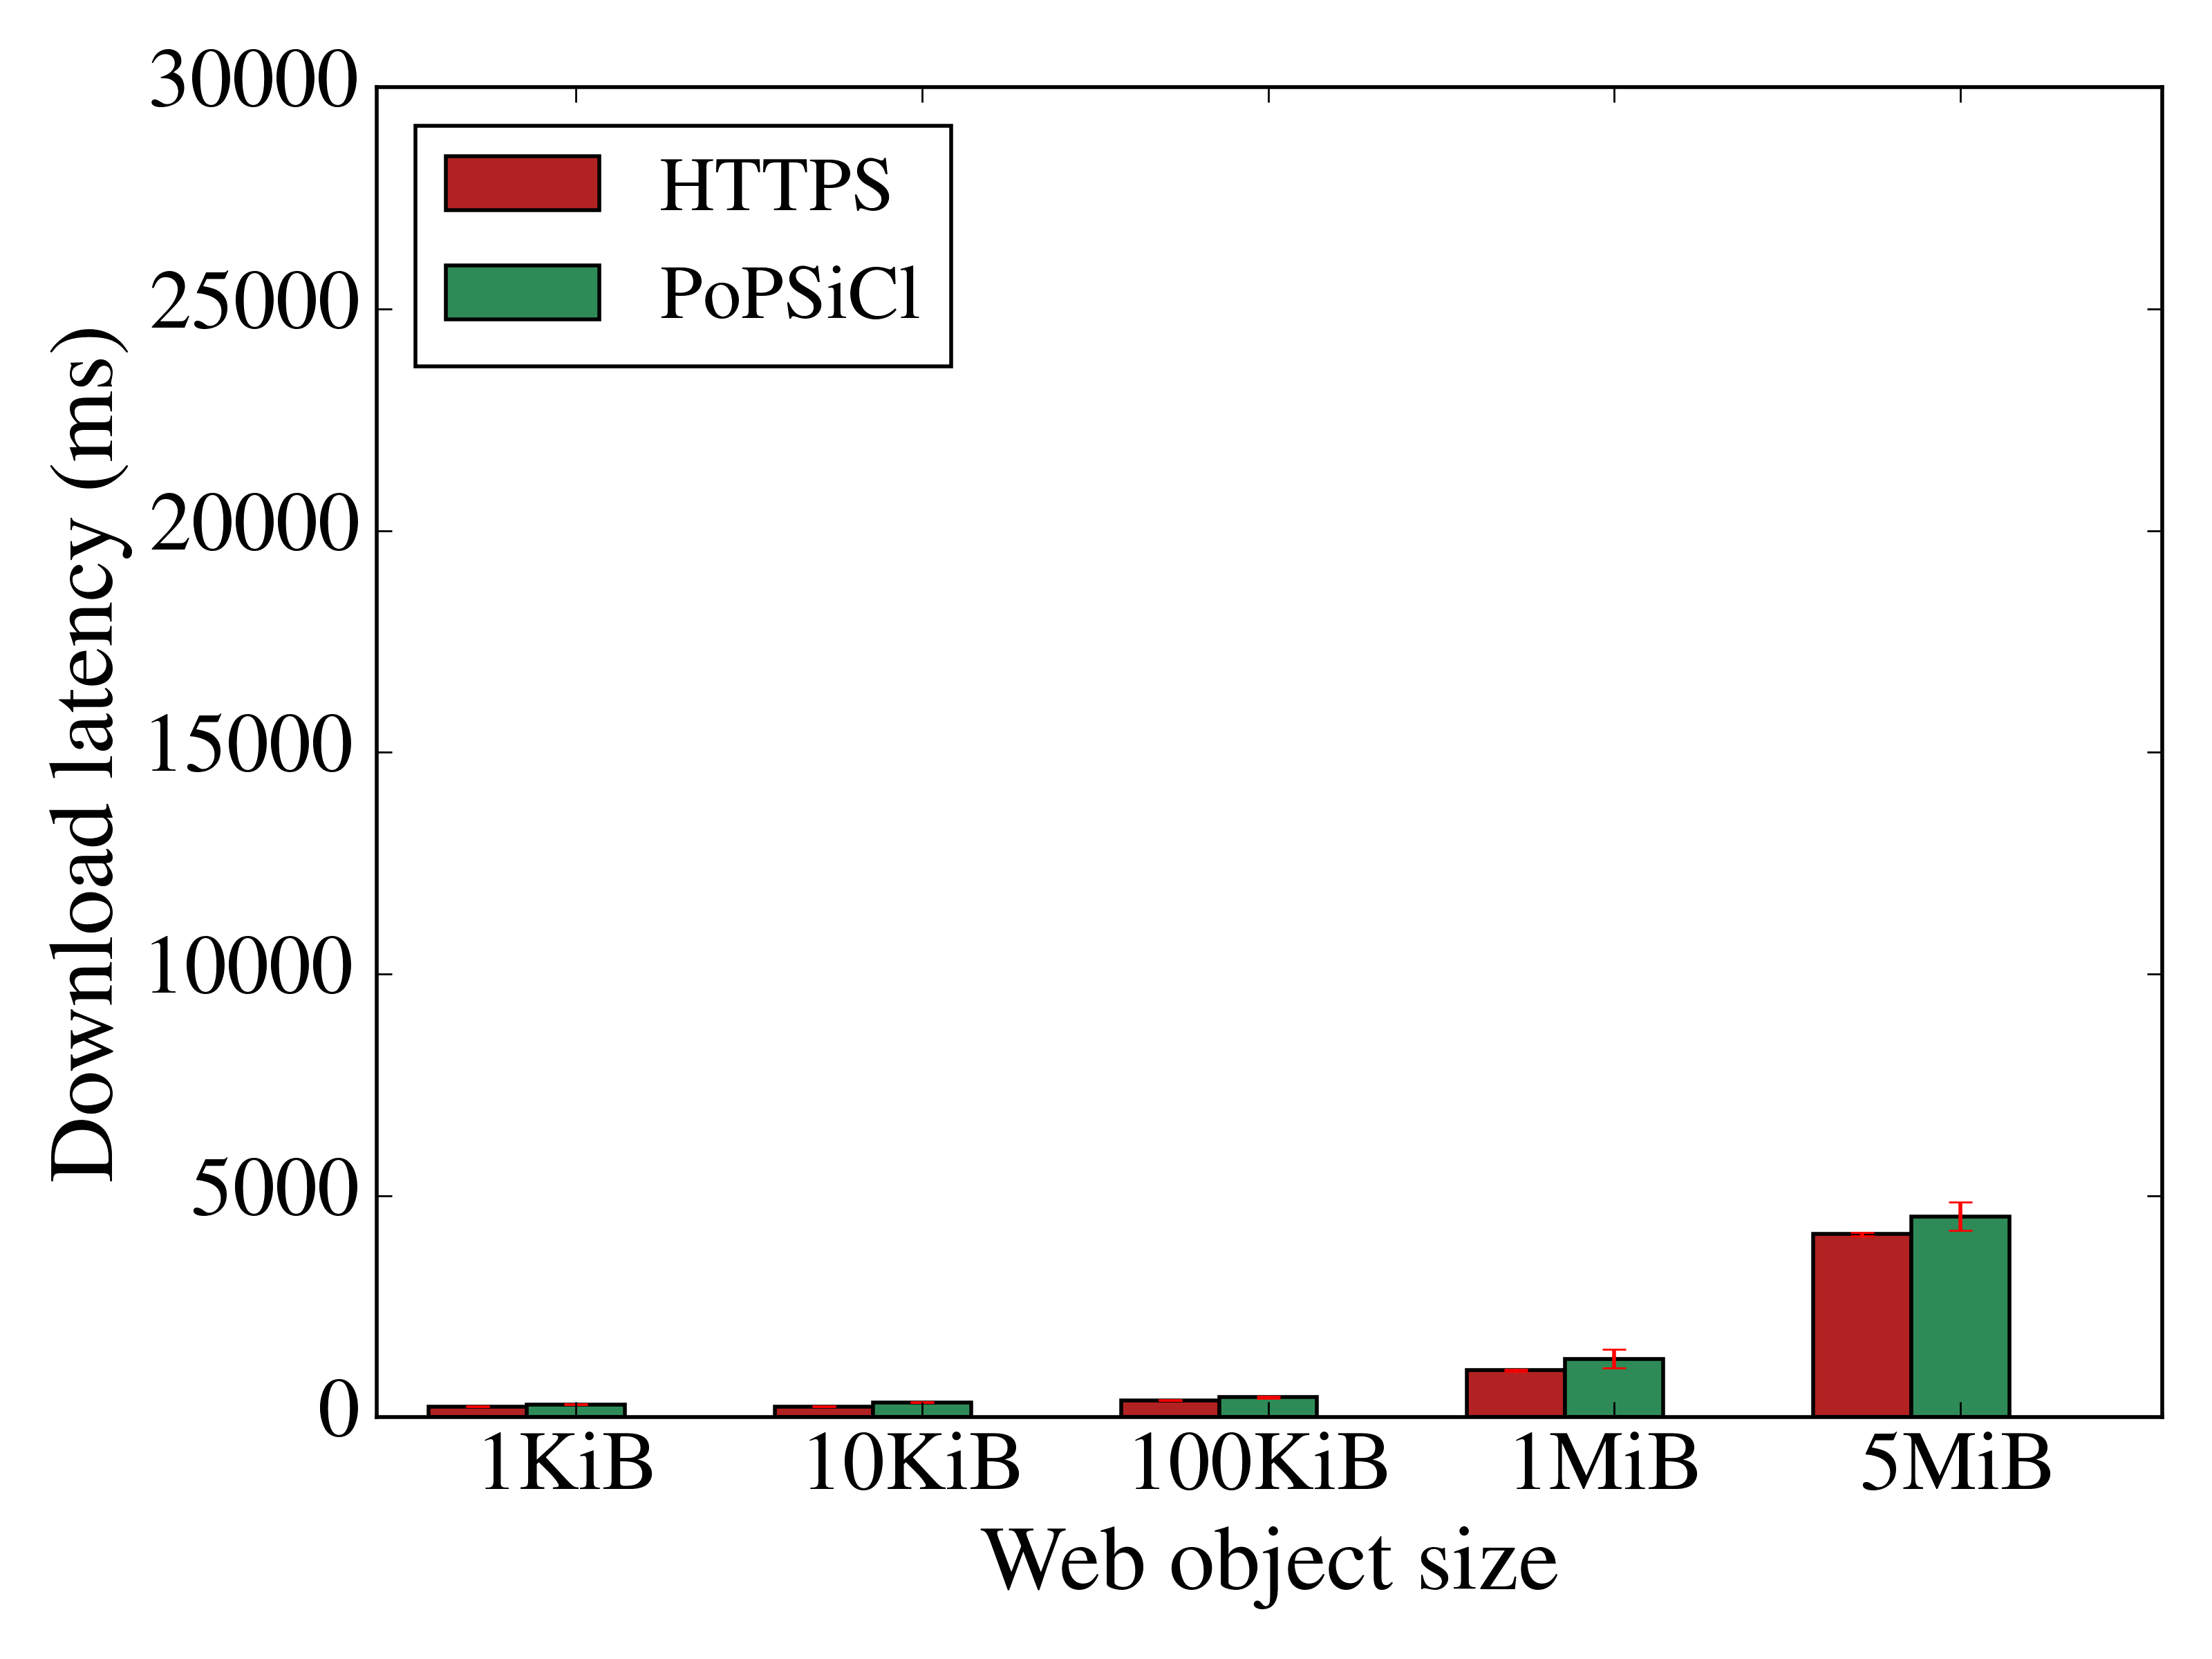 30000
25000
20000
15000
10000
5000
0
Download latency (ms)
HTTPS
PoPSiCl
1KiB 10KiB 100KiB 1MiB 5MiB
Web object size